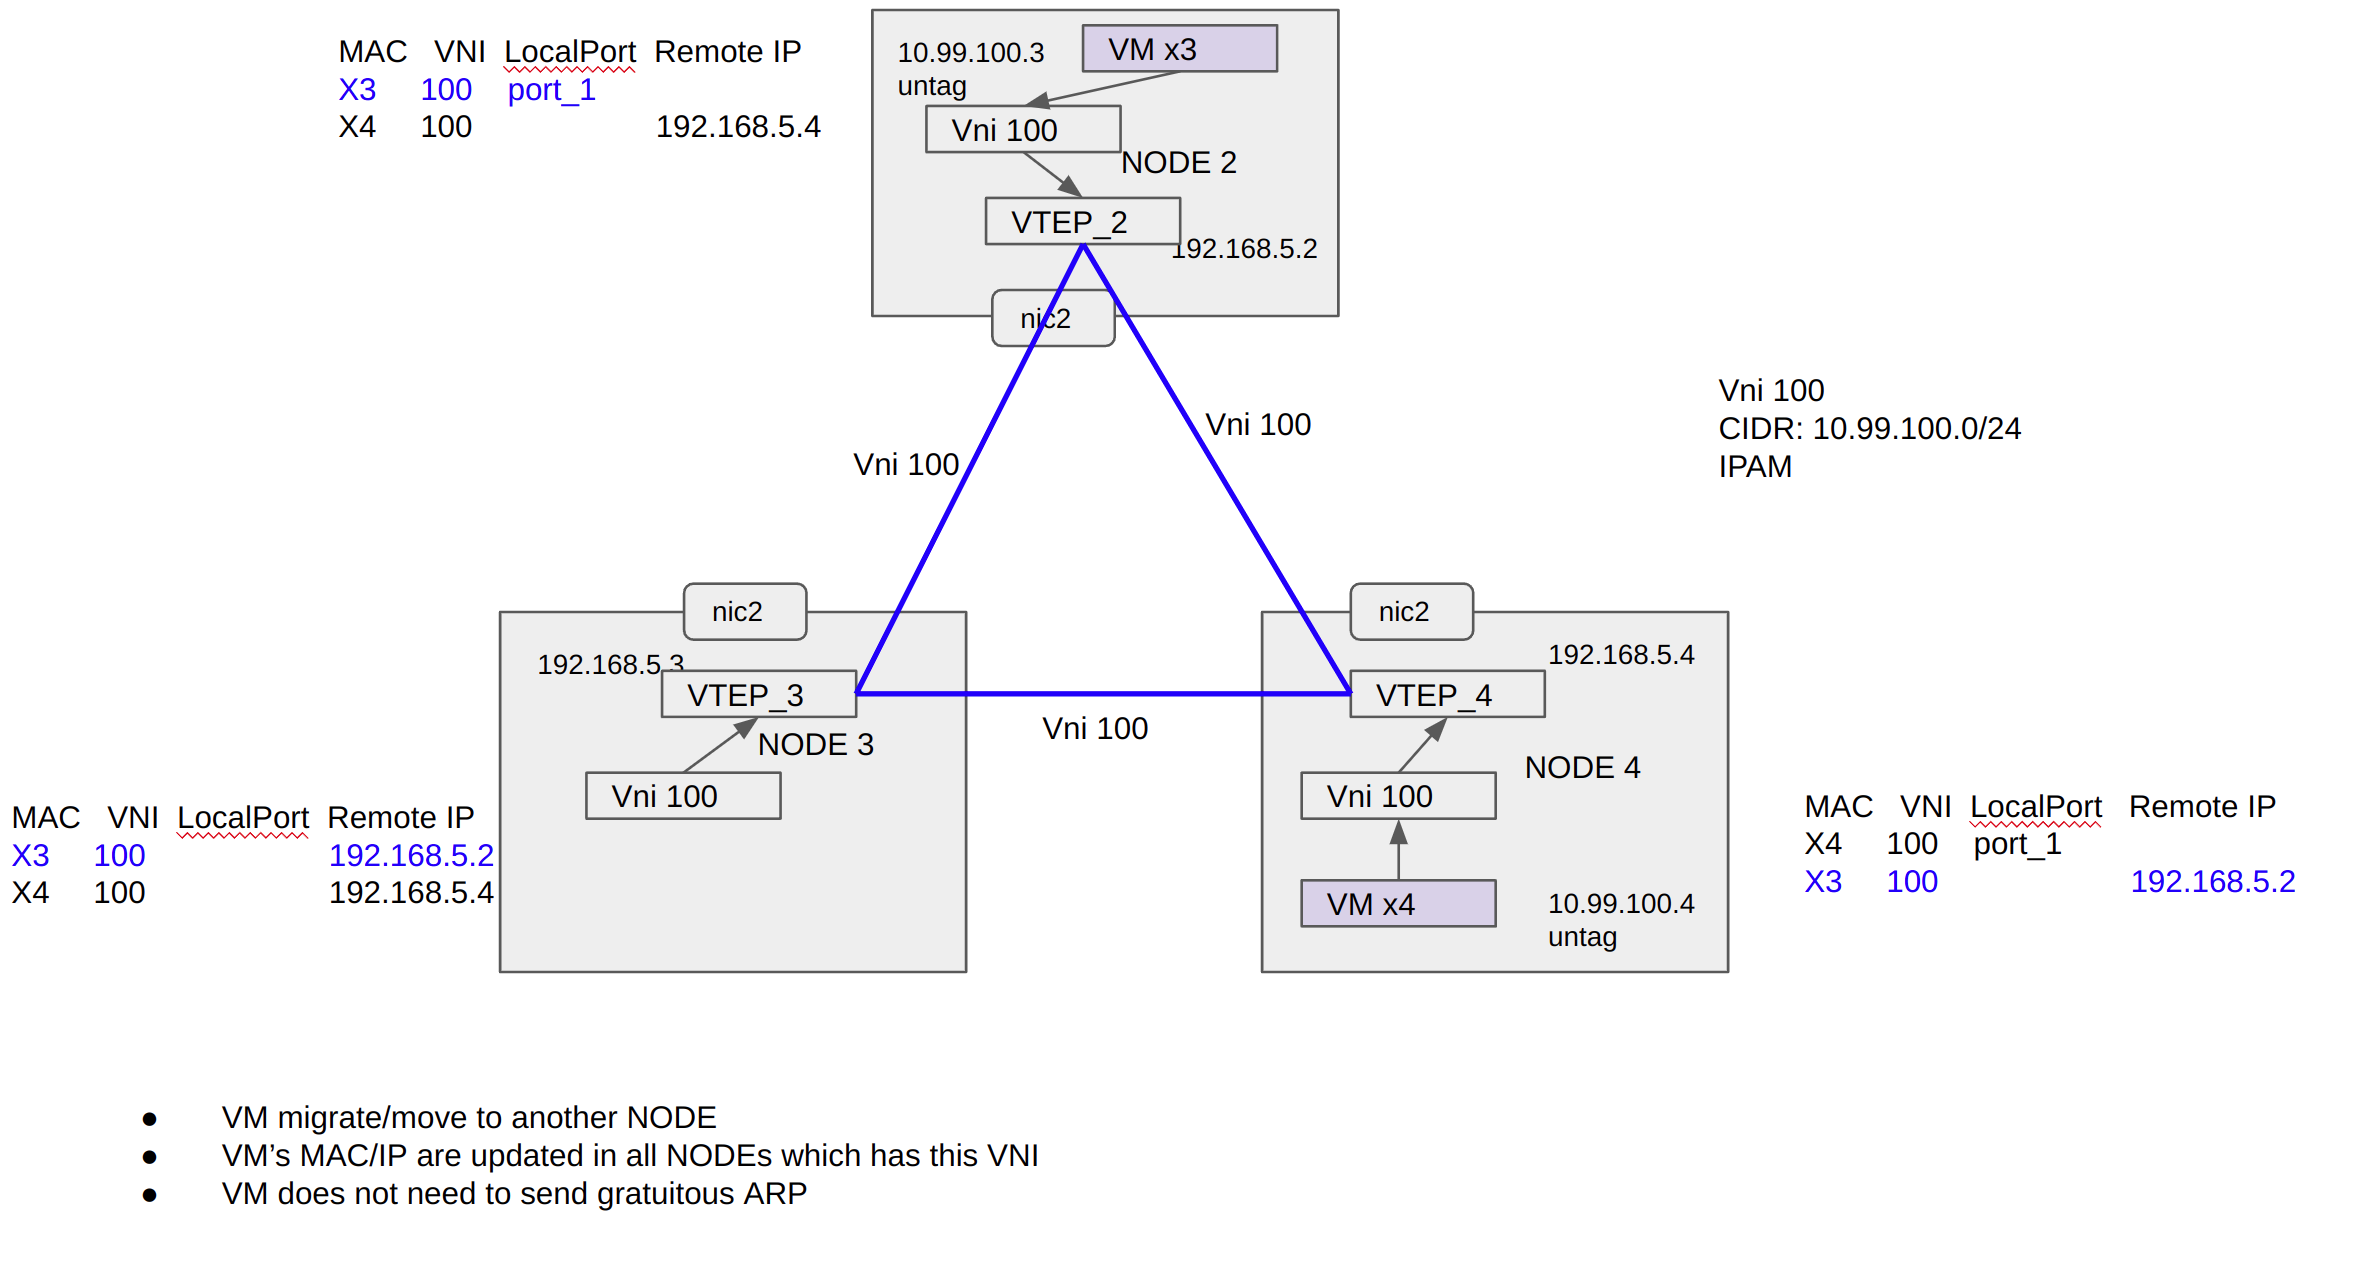 MAC VNI LocalPort Remote IP
X3 100 port_1
X4 100 192.168.5.4
10.99.100.3
untag
VM x3
Vni 100
NODE 2
VTEP_2
192.168.5.2
nic2
Vni 100
Vni 100
Vni 100
CIDR: 10.99.100.0/24
IPAM
nic2
192.168.5.3
VTEP_3
NODE 3
Vni 100
Vni 100
nic2
192.168.5.4
VTEP_4
NODE 4
Vni 100
VM x4
10.99.100.4
untag
MAC VNI LocalPort Remote IP
X3 100 192.168.5.2
X4 100 192.168.5.4
MAC VNI LocalPort Remote IP
X4 100 port_1
X3 100 192.168.5.2
● VM migrate/move to another NODE
● VM’s MAC/IP are updated in all NODEs which has this VNI
● VM does not need to send gratuitous ARP